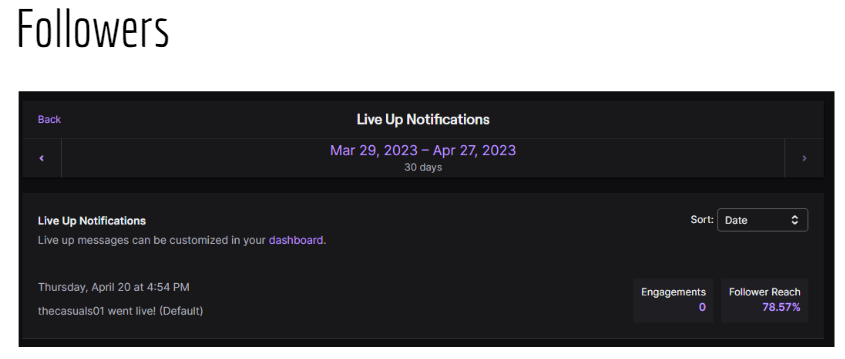 Followers
Back
Live Up Notifications
Mar 29, 2023 – Apr 27, 2023
30 days
Live Up Notifications
Sort: Date
Live up messages can be customized in your dashboard.
Thursday, April 20 at 4:54 PM
thecasuals01 went live! (Default)
Engagements
0
Follower Reach
78.57%